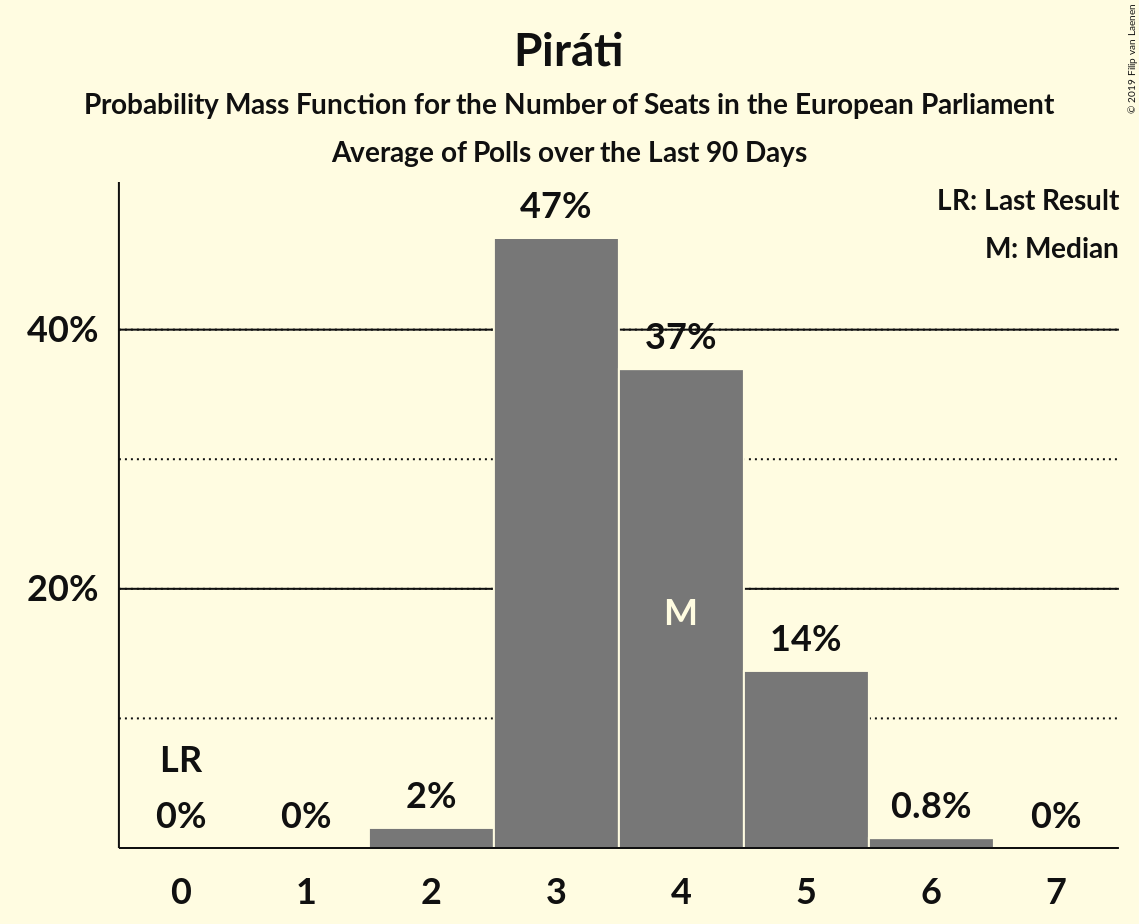 Piráti
Probability Mass Function for the Number of Seats in the European Parliament
Average of Polls over the Last 90 Days
© 2019 Filip van Laenen
LR: Last Result
M: Median
47%
40%
37%
20%
M
14%
LR
0%
0%
2%
0.8%
0%
0 1 2 3 4 5 6 7